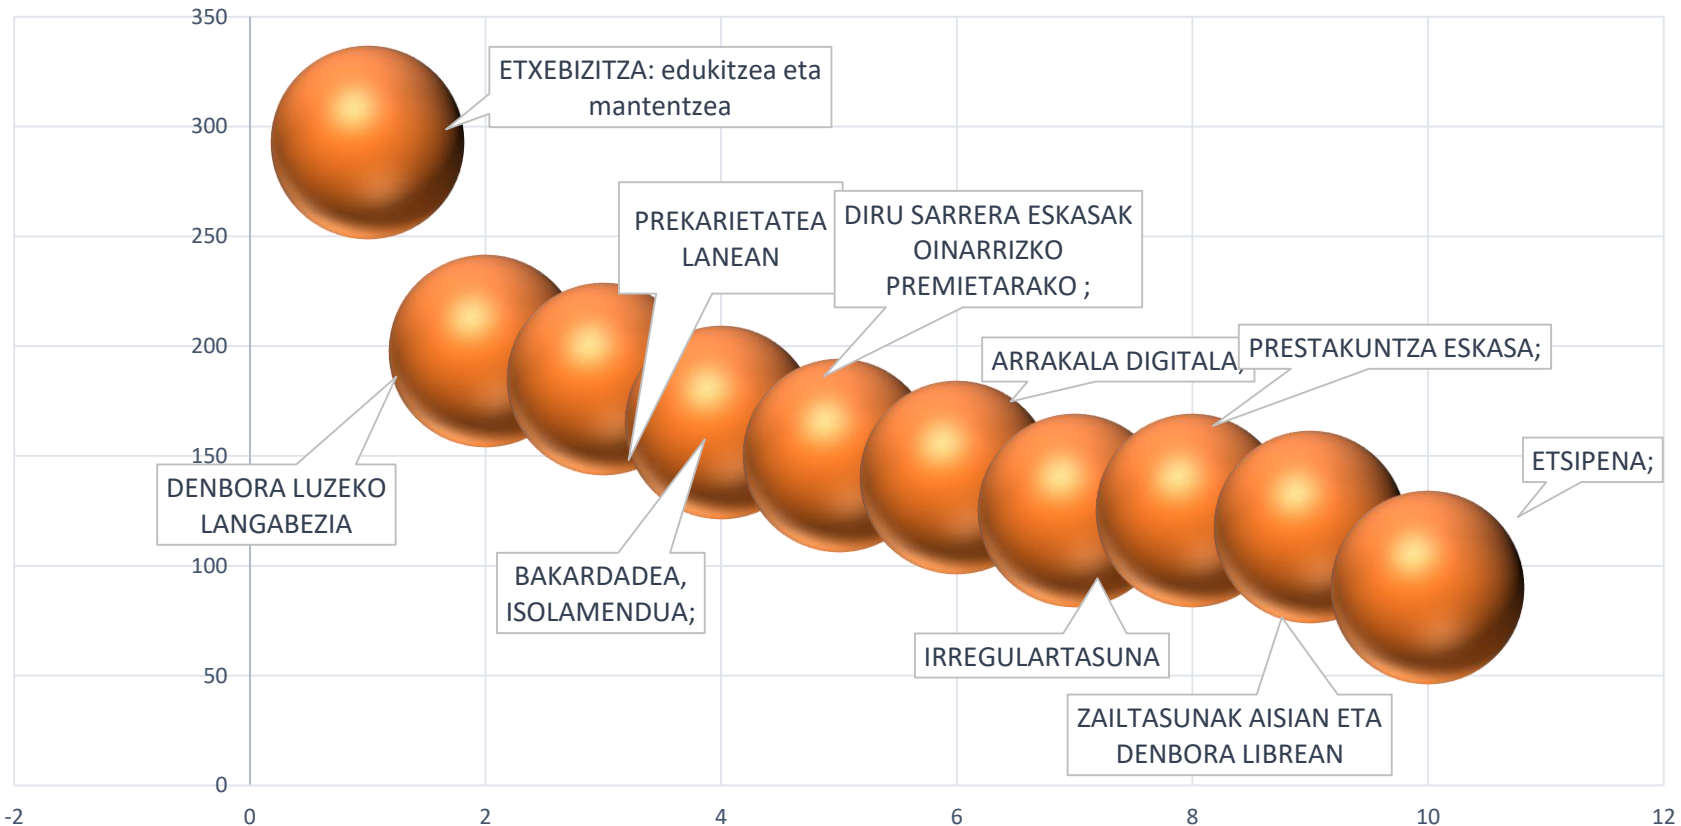 350
300
250
200
150
100
50
0
-2
0
2
4
6
8
10
12
ETXEBIZITZA: edukitzea eta
mantentzea
DENBORA LUZEKO
LANGABEZIA
PREKARIETATEA
LANEAN
BAKARDADEA,
ISOLAMENDUA;
DIRU SARRERA ESKASAK
OINARRIZKO
PREMIETARAKO ;
ARRAKALA DIGITALA;
IRREGULARTASUNA
PRESTAKUNTZA ESKASA;
ZAILTASUNAK AISIAN ETA
DENBORA LIBREAN
ETSIPENA;